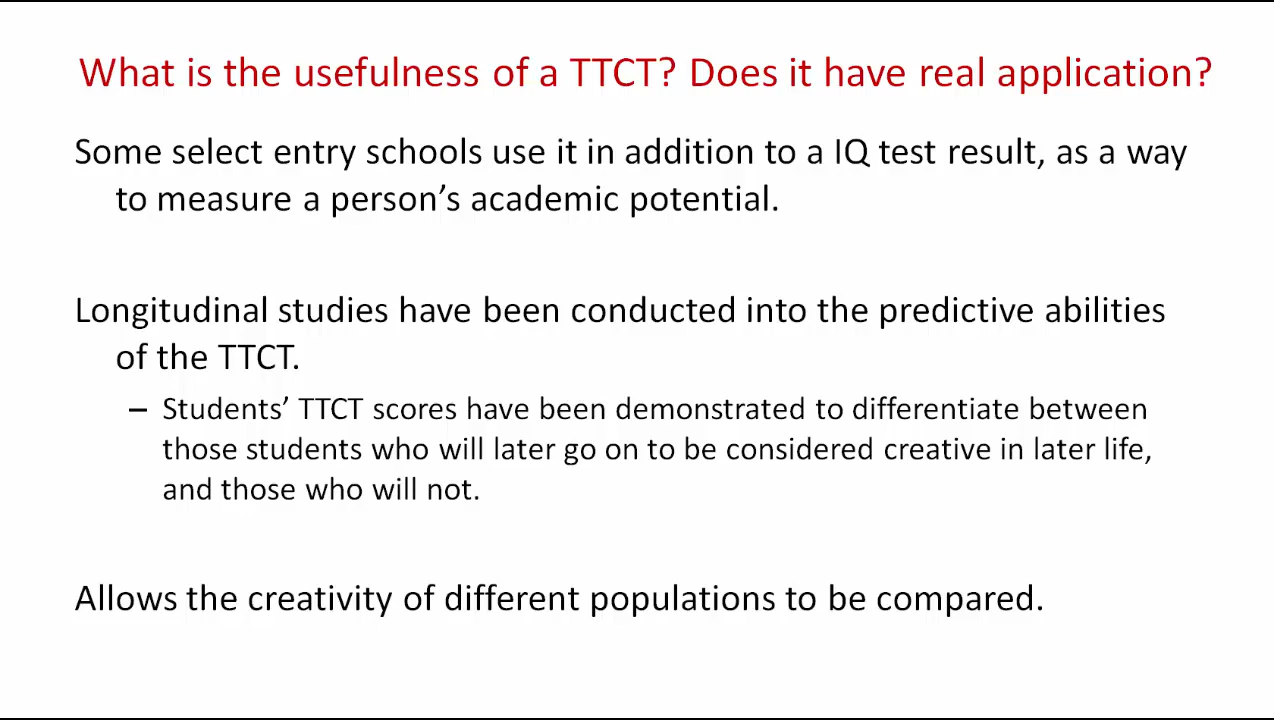 What is the usefulness of a TTCT? Does it have real application?
Some select entry schools use it in addition to a IQ test result, as a way
to measure a person’s academic potential.
Longitudinal studies have been conducted into the predictive abilities
of the TTCT.
– Students’ TTCT scores have been demonstrated to differentiate between
those students who will later go on to be considered creative in later life,
and those who will not.
Allows the creativity of different populations to be compared.